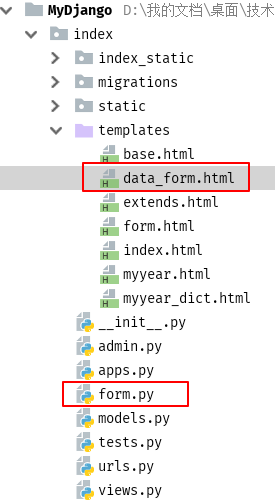 MyDjango D:\我的文档\桌面\技术
index
index_static
migrations
static
templates
base.html
data_form.html
extends.html
form.html
index.html
myyear.html
myyear_dict.html
__init__.py
admin.py
apps.py
form.py
models.py
tests.py
urls.py
views.py